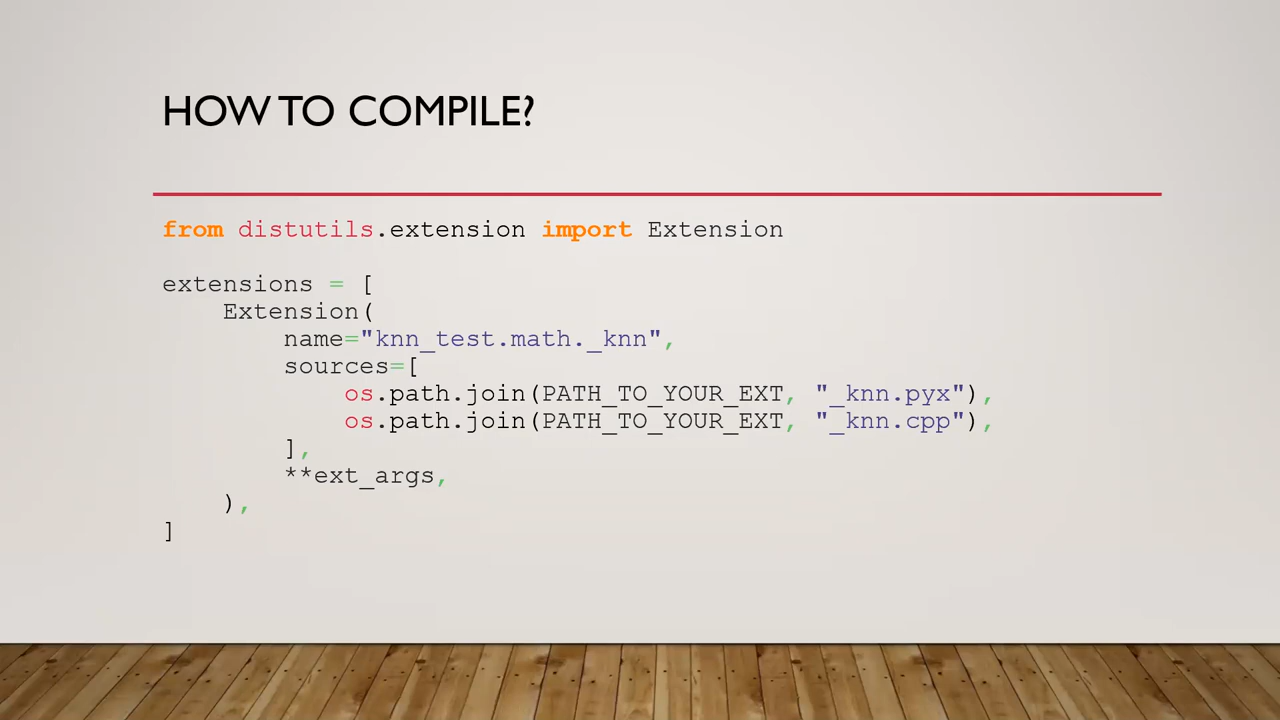 HOW TO COMPILE?
from distutils.extension import Extension
extensions = [
    Extension(
        name="knn_test.math._knn",
        sources=[
            os.path.join(PATH_TO_YOUR_EXT, "_knn.pyx"),
            os.path.join(PATH_TO_YOUR_EXT, "_knn.cpp"),
        ],
        **ext_args,
    ),
]